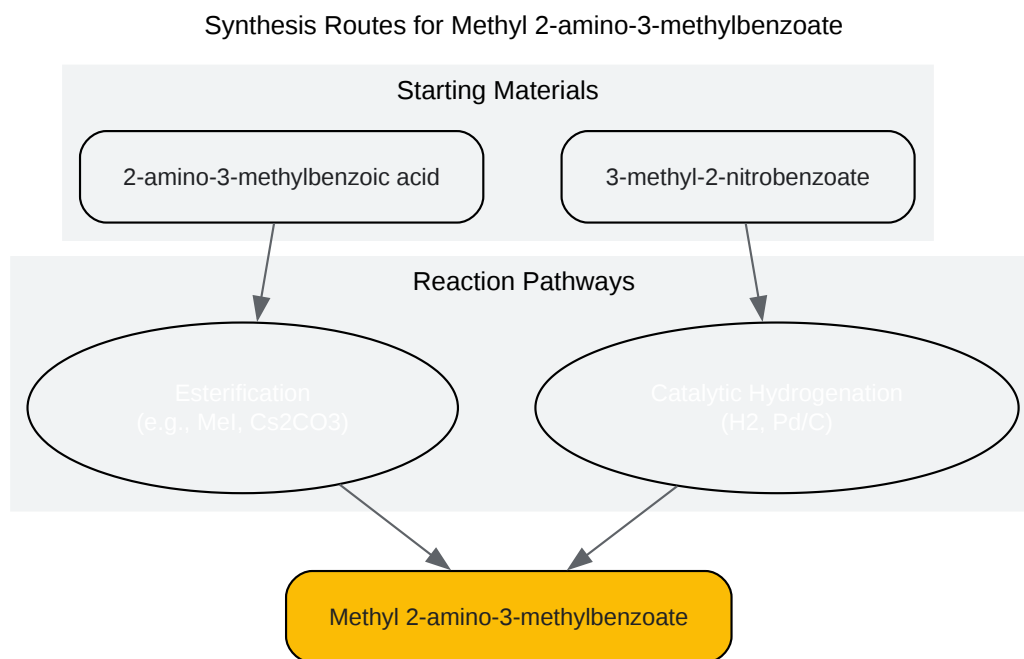 Synthesis Routes for Methyl 2-amino-3-methylbenzoate
Starting Materials
2-amino-3-methylbenzoic acid
3-methyl-2-nitrobenzoate
Reaction Pathways
Esterification
(e.g., MeI, Cs2CO3)
Catalytic Hydrogenation
(H2, Pd/C)
Methyl 2-amino-3-methylbenzoate